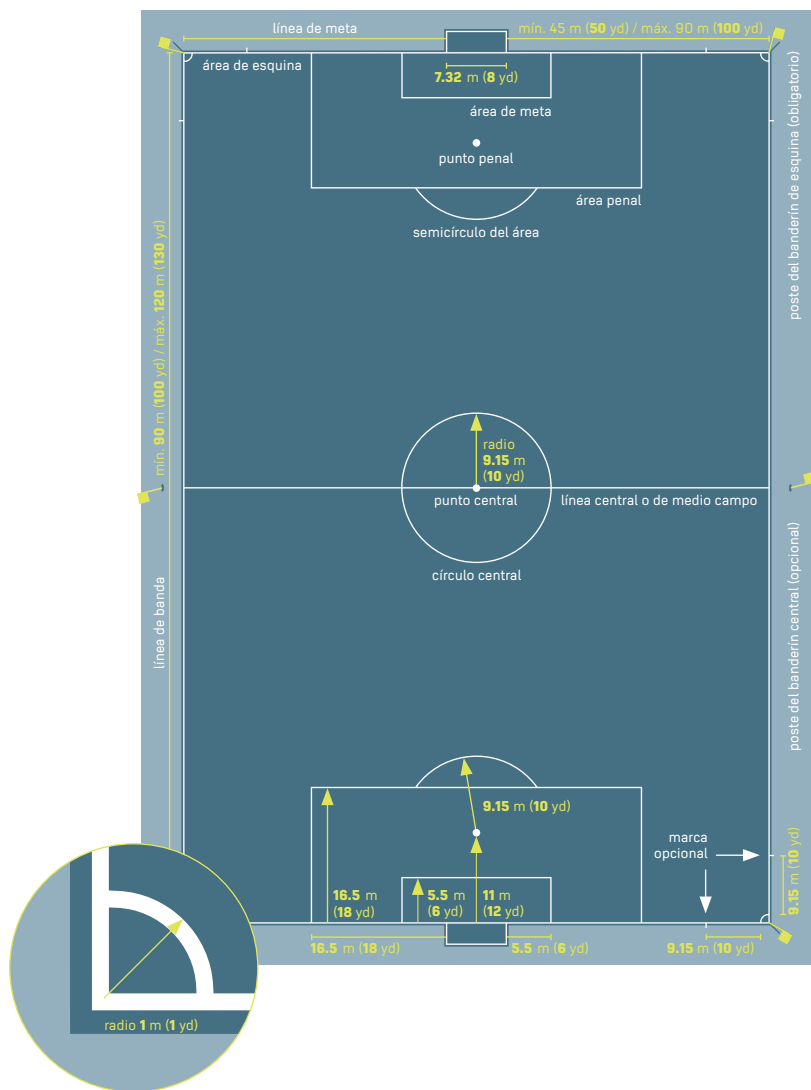 línea de meta
mín. 45 m (50 yd) / máx. 90 m (100 yd)
área de esquina
7.32 m (8 yd)
área de meta
punto penal
área penal
semicírculo del área
poste del banderín de esquina (obligatorio)
mín. 90 m (100 yd) / máx. 120 m (130 yd)
radio
9.15 m
(10 yd)
punto central
línea central o de medio campo
círculo central
línea de banda
poste del banderín central (opcional)
9.15 m (10 yd)
marca
opcional
9.15 m (10 yd)
16.5 m
(18 yd)
5.5 m
(6 yd)
11 m
(12 yd)
16.5 m (18 yd)
5.5 m (6 yd)
9.15 m (10 yd)
radio 1 m (1 yd)